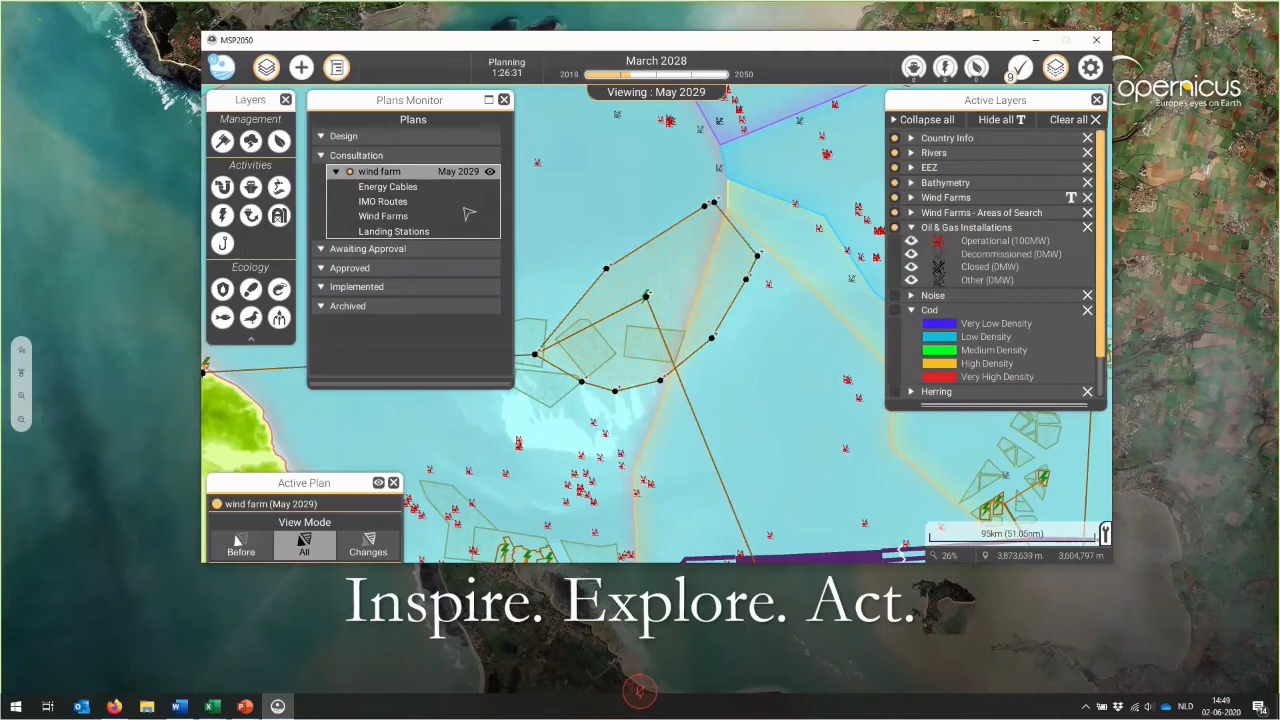 MSP2050
Planning
1:26:31
March 2028
2018
2050
Viewing : May 2029
9
0
0
0
opernicus
Europe's eyes on Earth
Layers
Management
Activities
Ecology
Plans Monitor
Plans
Design
Consultation
wind farm May 2029
Energy Cables
IMO Routes
Wind Farms
Landing Stations
Awaiting Approval
Approved
Implemented
Archived
Active Layers
Collapse all Hide all T Clear all X
Country Info
Rivers
EEZ
Bathymetry
Wind Farms T
Wind Farms - Areas of Search
Oil & Gas Installations
Operational (100MW)
Decommissioned (0MW)
Closed (0MW)
Other (0MW)
Noise
Cod
Very Low Density
Low Density
Medium Density
High Density
Very High Density
Herring
Active Plan
wind farm (May 2029)
View Mode
Before All Changes
95km (51.05nm)
26% 3,873,639 m 3,604,797 m
Inspire. Explore. Act.
NLD
14:49
02-06-2020
14